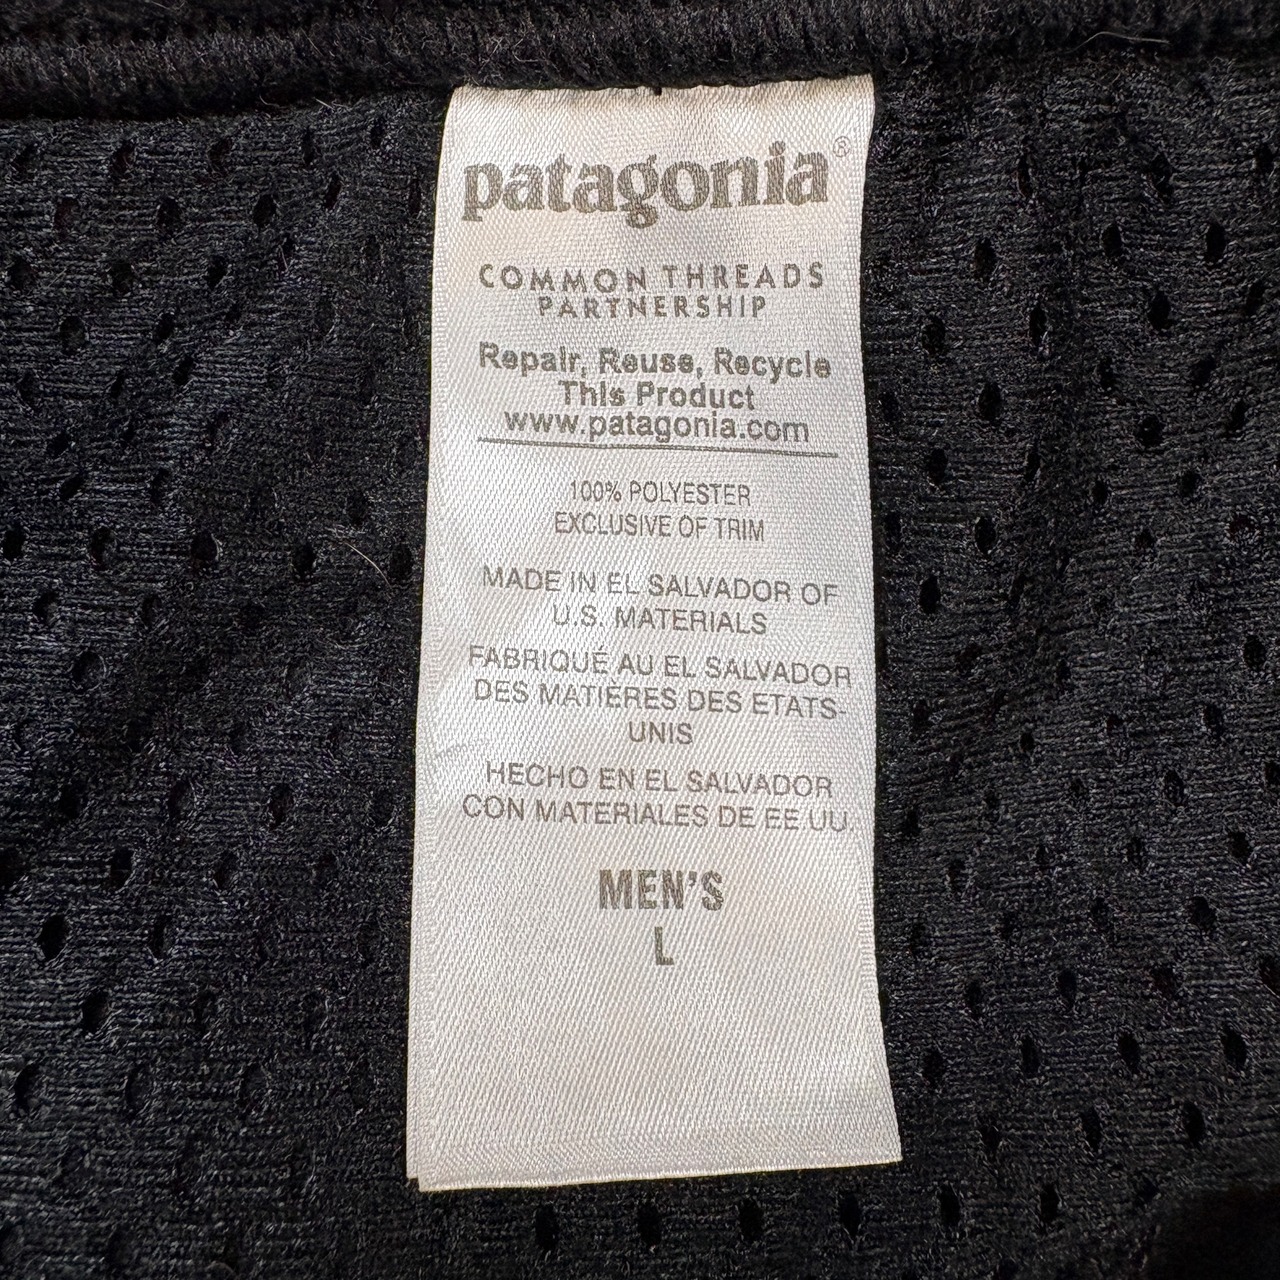 patagonia®
COMMON THREADS
PARTNERSHIP
Repair, Reuse, Recycle
This Product
www.patagonia.com
100% POLYESTER
EXCLUSIVE OF TRIM
MADE IN EL SALVADOR OF
U.S. MATERIALS
FABRIQUÉ AU EL SALVADOR
DES MATIERES DES ETATS-
UNIS
HECHO EN EL SALVADOR
CON MATERIALES DE EE.UU.
MEN'S
L